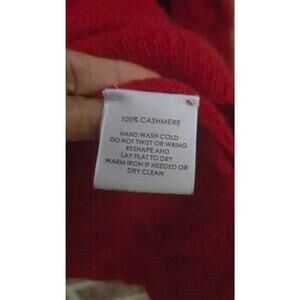 100% CASHMERE
HAND WASH COLD
DO NOT TWIST OR WRING
RESHAPE AND
LAY FLAT TO DRY
WARM IRON IF NEEDED OR
DRY CLEAN